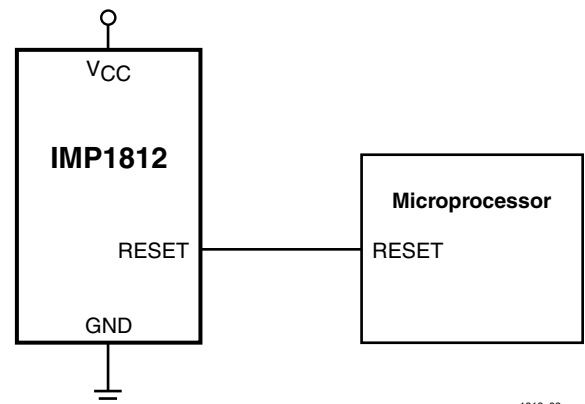 VCC
IMP1812
Microprocessor
RESET RESET
GND